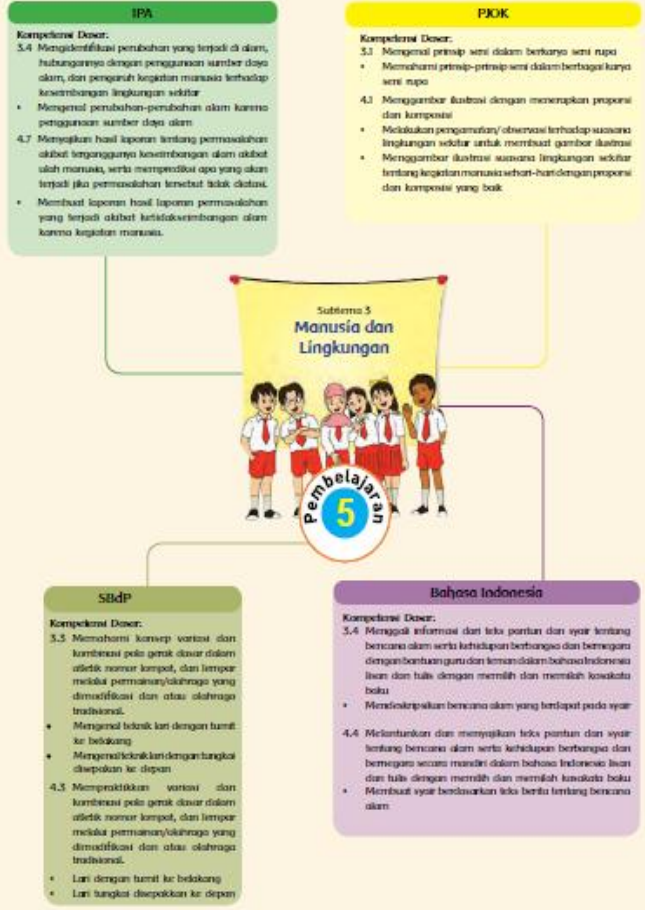 IPA
Kompetensi Dasar:
3.4 Mengidentifikasi perubahan yang terjadi di alam,
hubungannya dengan penggunaan sumber daya
alam, dan pengaruh kegiatan manusia terhadap
keseimbangan lingkungan sekitar
• Mengenal perubahan-perubahan alam karena
penggunaan sumber daya alam
4.7 Menyajikan hasil laporan tentang permasalahan
akibat terganggunya keseimbangan alam akibat
ulah manusia, serta memprediksi apa yang akan
terjadi jika permasalahan tersebut tidak diatasi.
• Membuat laporan hasil laporan permasalahan
yang terjadi akibat ketidakseimbangan alam
karena kegiatan manusia.
PJOK
Kompetensi Dasar:
3.1 Mengenal prinsip seni dalam berkarya seni rupa
• Memahami prinsip-prinsip seni dalam berbagai karya
seni rupa
4.1 Menggambar ilustrasi dengan menerapkan proporsi
dan komposisi
• Melakukan pengamatan/observasi terhadap suasana
lingkungan sekitar untuk membuat gambar ilustrasi
• Menggambar ilustrasi suasana lingkungan sekitar
tentang kegiatan manusia sehari-hari dengan proporsi
dan komposisi yang baik
Subtema 3
Manusia dan
Lingkungan
Pembelajaran
5
SBdP
Kompetensi Dasar:
3.3 Memahami konsep variasi dan
kombinasi pola gerak dasar dalam
atletik nomor lompat, dan lempar
melalui permainan/olahraga yang
dimodifikasi dan atau olahraga
tradisional.
• Mengenal teknik lari dengan tumit
ke belakang
• Mengenal teknik lari dengan tungkai
disepakan ke depan
4.3 Mempraktikkan variasi dan
kombinasi pola gerak dasar dalam
atletik nomor lompat, dan lempar
melalui permainan/olahraga yang
dimodifikasi dan atau olahraga
tradisional.
• Lari dengan tumit ke belakang
• Lari tungkai disepakkan ke depan
Bahasa Indonesia
Kompetensi Dasar:
3.4 Menggali informasi dari teks pantun dan syair tentang
bencana alam serta kehidupan berbangsa dan bernegara
dengan bantuan guru dan teman dalam bahasa Indonesia
lisan dan tulis dengan memilih dan memilah kosakata
baku
• Mendeskripsikan bencana alam yang terdapat pada syair
4.4 Melantunkan dan menyajikan teks pantun dan syair
tentang bencana alam serta kehidupan berbangsa dan
bernegara secara mandiri dalam bahasa Indonesia lisan
dan tulis dengan memilih dan memilah kosakata baku
• Membuat syair berdasarkan teks berita tentang bencana
alam